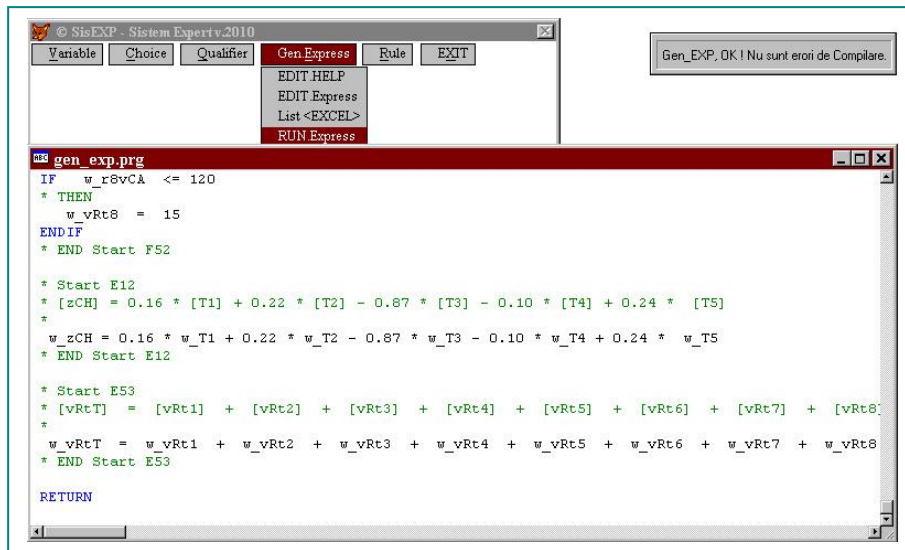 © SisEXP - Sistem Expert v.2010
Variable Choice Qualifier Gen.Express Rule EXIT
EDIT.HELP
EDIT.Express
List <EXCEL>
RUN.Express
Gen_EXP, OK ! Nu sunt erori de Compilare.
gen_exp.prg
IF w_r8vCA <= 120
* THEN
w_vRt8 = 15
ENDIF
* END Start F52
* Start E12
* [zCH] = 0.16 * [T1] + 0.22 * [T2] - 0.87 * [T3] - 0.10 * [T4] + 0.24 * [T5]
*
w_zCH = 0.16 * w_T1 + 0.22 * w_T2 - 0.87 * w_T3 - 0.10 * w_T4 + 0.24 * w_T5
* END Start E12
* Start E53
* [vRtT] = [vRt1] + [vRt2] + [vRt3] + [vRt4] + [vRt5] + [vRt6] + [vRt7] + [vRt8]
*
w_vRtT = w_vRt1 + w_vRt2 + w_vRt3 + w_vRt4 + w_vRt5 + w_vRt6 + w_vRt7 + w_vRt8
* END Start E53
RETURN